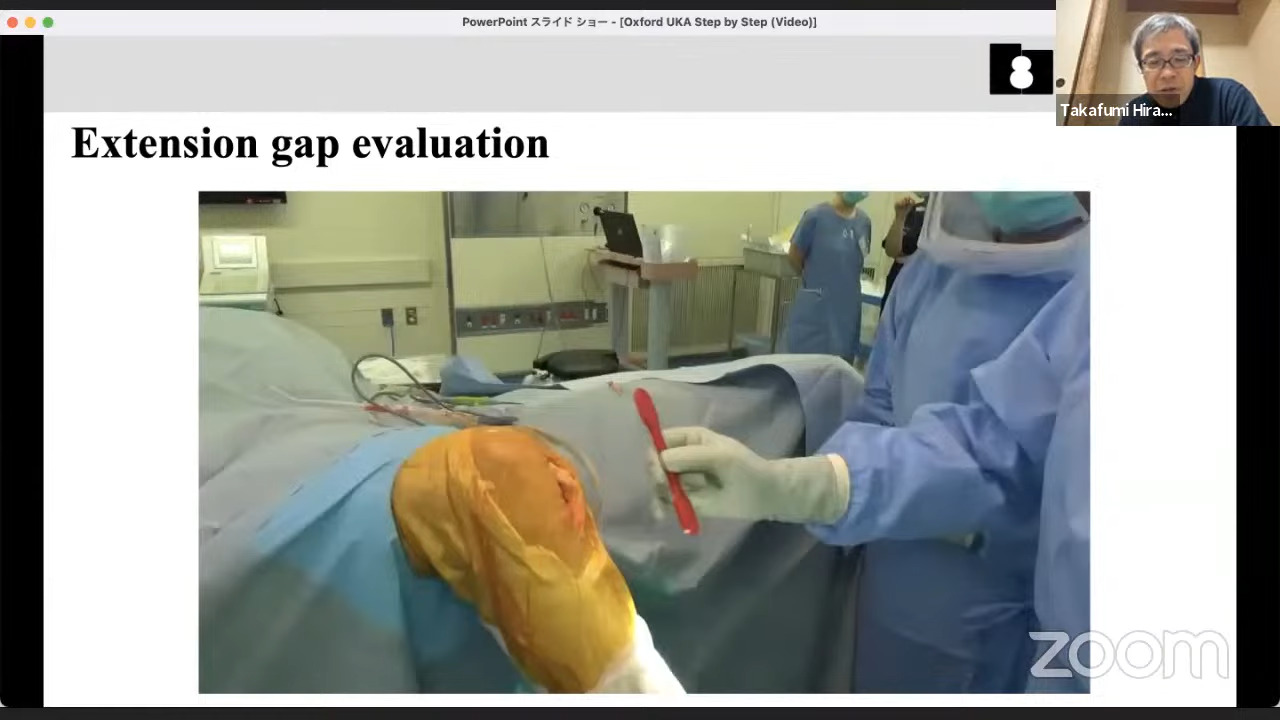 PowerPoint スライド ショー - [Oxford UKA Step by Step (Video)]
Takafumi Hira...
Extension gap evaluation
zoom